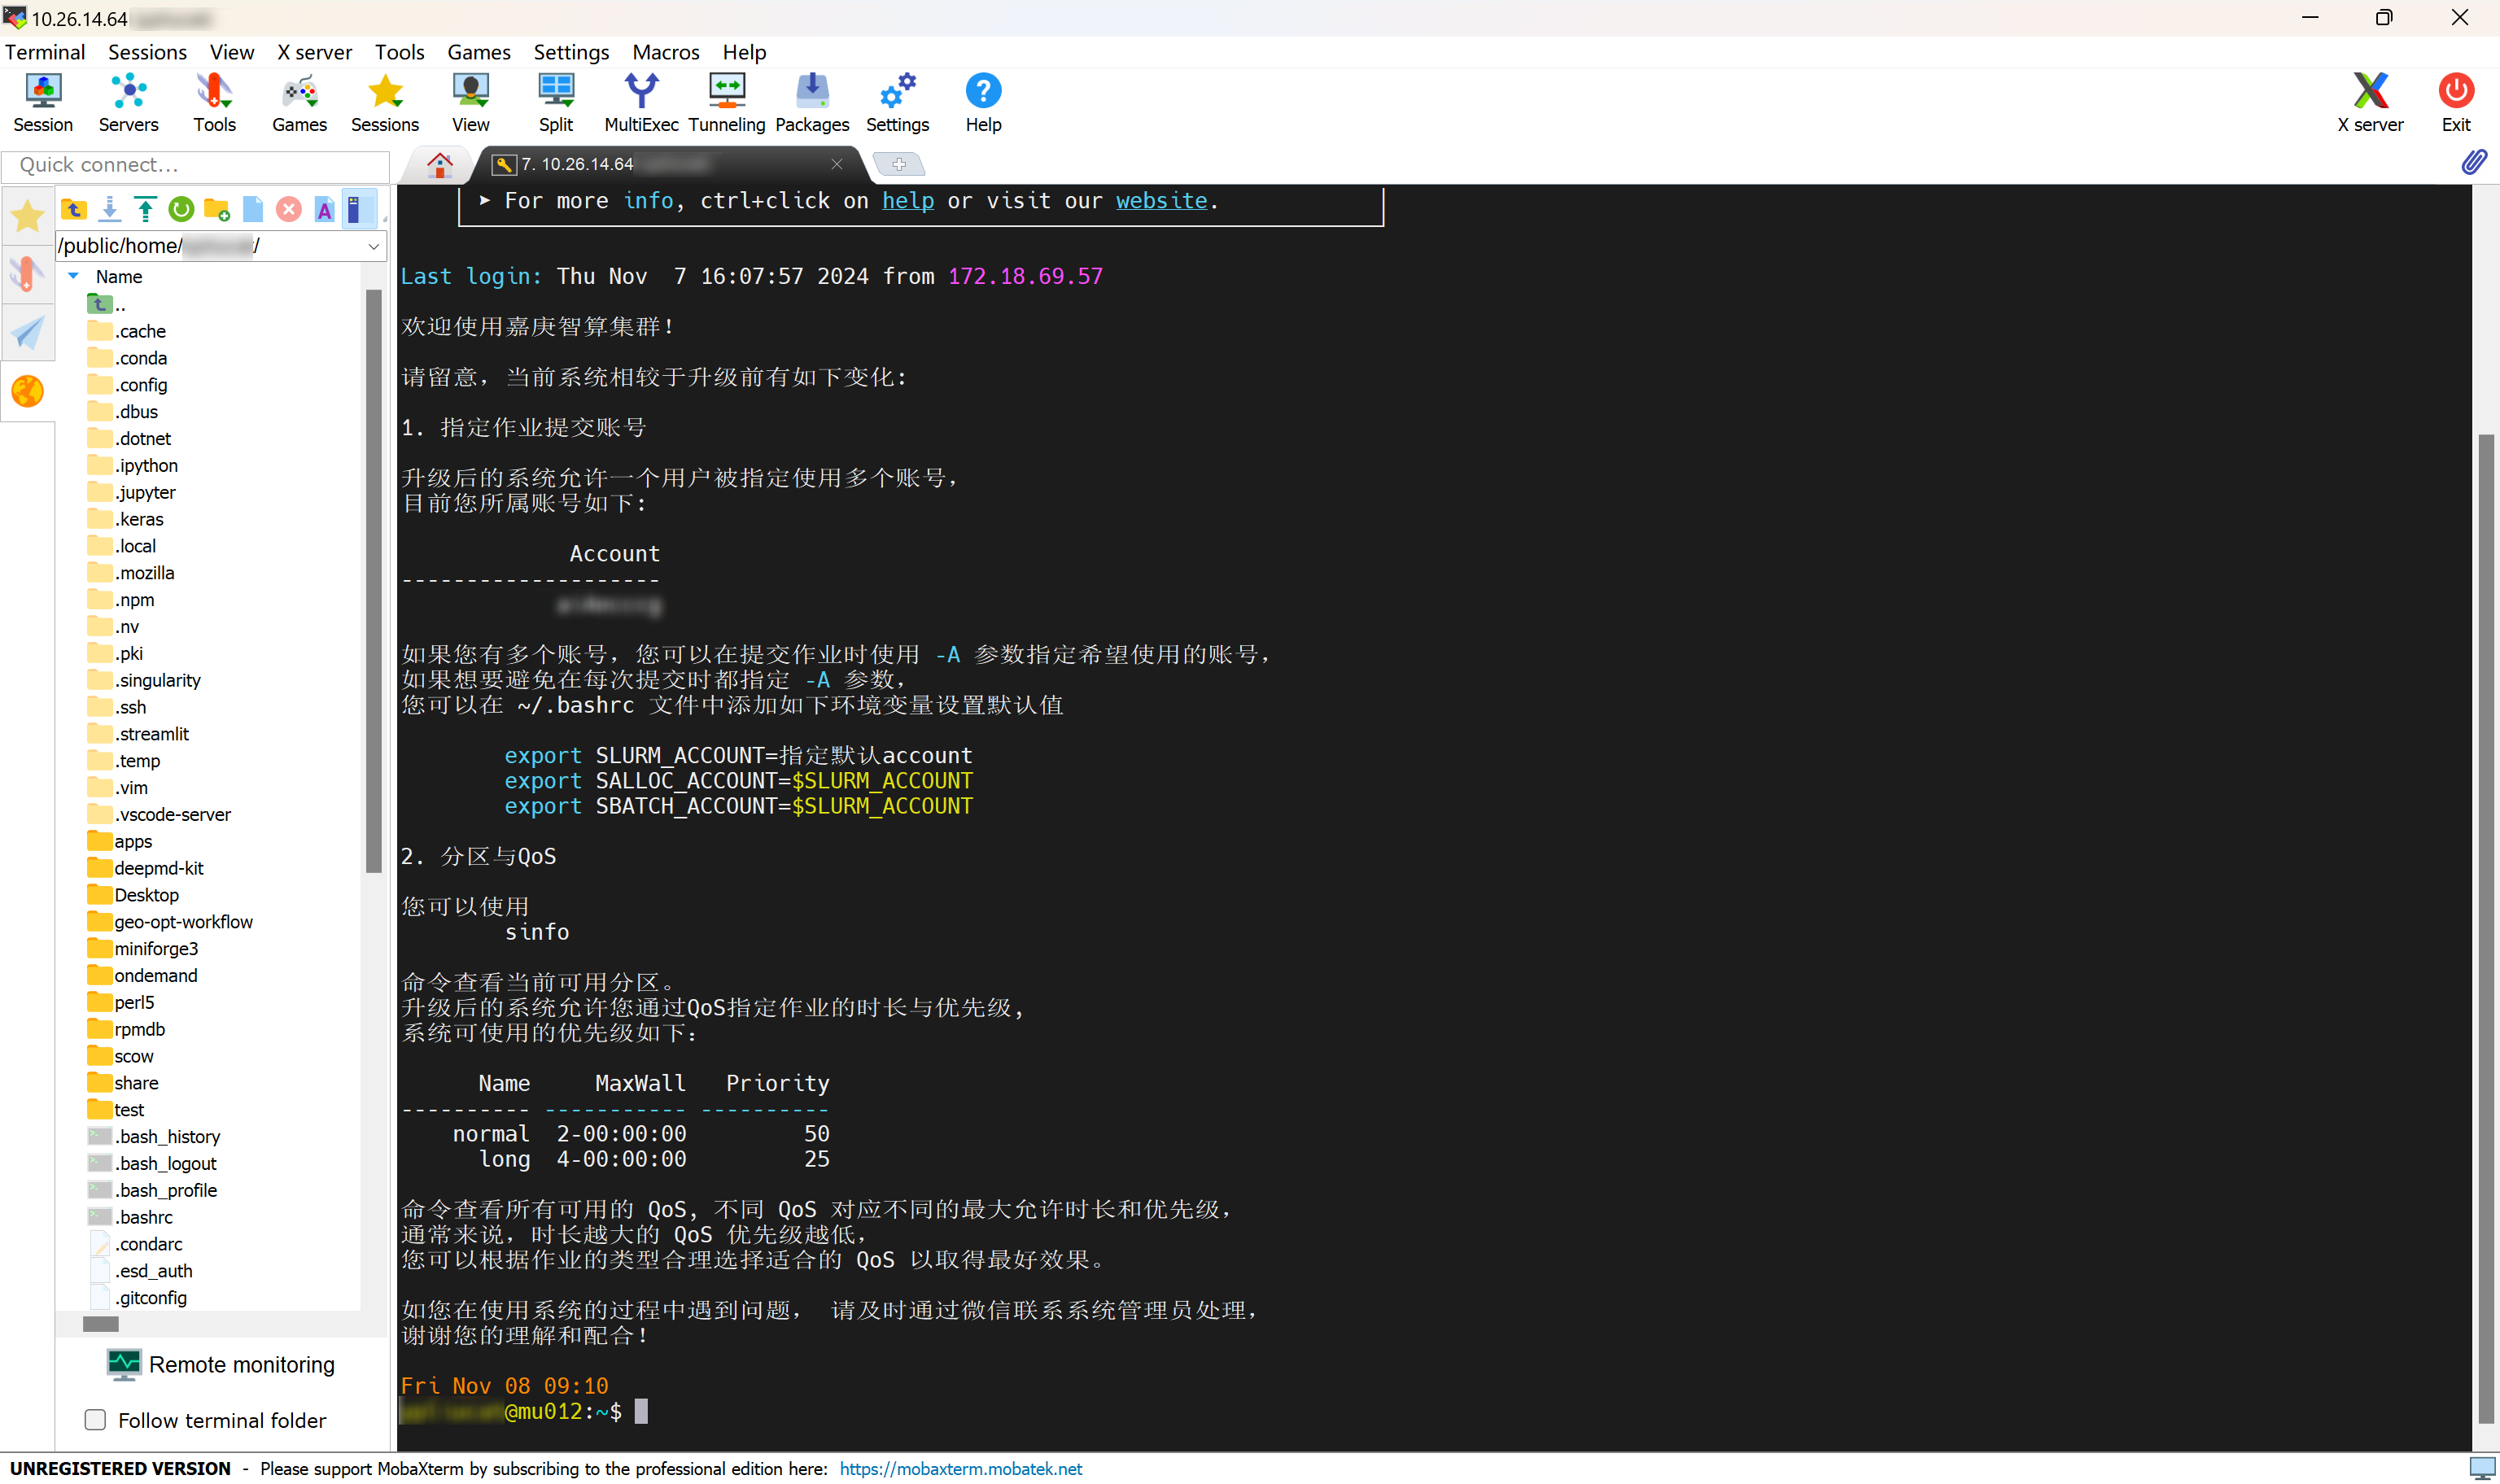 10.26.14.64
Terminal Sessions View X server Tools Games Settings Macros Help
Session Servers Tools Games Sessions View Split MultiExec Tunneling Packages Settings Help X server Exit
Quick connect...
7. 10.26.14.64
/public/home/ /
Name
..
.cache
.conda
.config
.dbus
.dotnet
.ipython
.jupyter
.keras
.local
.mozilla
.npm
.nv
.pki
.singularity
.ssh
.streamlit
.temp
.vim
.vscode-server
apps
deepmd-kit
Desktop
geo-opt-workflow
miniforge3
ondemand
perl5
rpmdb
scow
share
test
.bash_history
.bash_logout
.bash_profile
.bashrc
.condarc
.esd_auth
.gitconfig
Remote monitoring
Follow terminal folder
➤ For more info, ctrl+click on help or visit our website.
Last login: Thu Nov  7 16:07:57 2024 from 172.18.69.57
欢迎使用嘉庚智算集群！
请留意，当前系统相较于升级前有如下变化：
1. 指定作业提交账号
升级后的系统允许一个用户被指定使用多个账号，
目前您所属账号如下：
Account
--------------------
如果您有多个账号，您可以在提交作业时使用 -A 参数指定希望使用的账号，
如果想要避免在每次提交时都指定 -A 参数，
您可以在 ~/.bashrc 文件中添加如下环境变量设置默认值
export SLURM_ACCOUNT=指定默认account
export SALLOC_ACCOUNT=$SLURM_ACCOUNT
export SBATCH_ACCOUNT=$SLURM_ACCOUNT
2. 分区与QoS
您可以使用
sinfo
命令查看当前可用分区。
升级后的系统允许您通过QoS指定作业的时长与优先级，
系统可使用的优先级如下：
Name MaxWall Priority
---------- ----------- ----------
normal 2-00:00:00 50
long 4-00:00:00 25
命令查看所有可用的 QoS，不同 QoS 对应不同的最大允许时长和优先级，
通常来说，时长越大的 QoS 优先级越低，
您可以根据作业的类型合理选择适合的 QoS 以取得最好效果。
如您在使用系统的过程中遇到问题， 请及时通过微信联系系统管理员处理，
谢谢您的理解和配合！
Fri Nov 08 09:10
@mu012:~$
UNREGISTERED VERSION - Please support MobaXterm by subscribing to the professional edition here: https://mobaxterm.mobatek.net